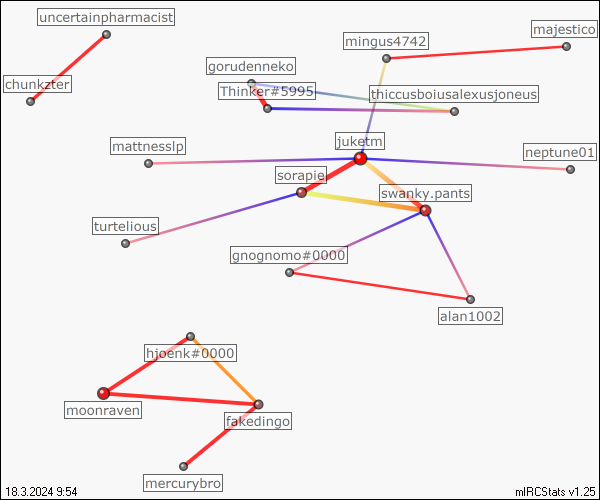 uncertainpharmacist
majestico
mingus4742
gorudenneko
chunkzter
Thinker#5995
thiccusboiusalexusjoneus
juketm
mattnesslp
neptune01
sorapie
swanky.pants
turtelious
gnognomo#0000
alan1002
hjoenk#0000
moonraven
fakedingo
mercurybro
18.3.2024 9:54
mIRCStats v1.25